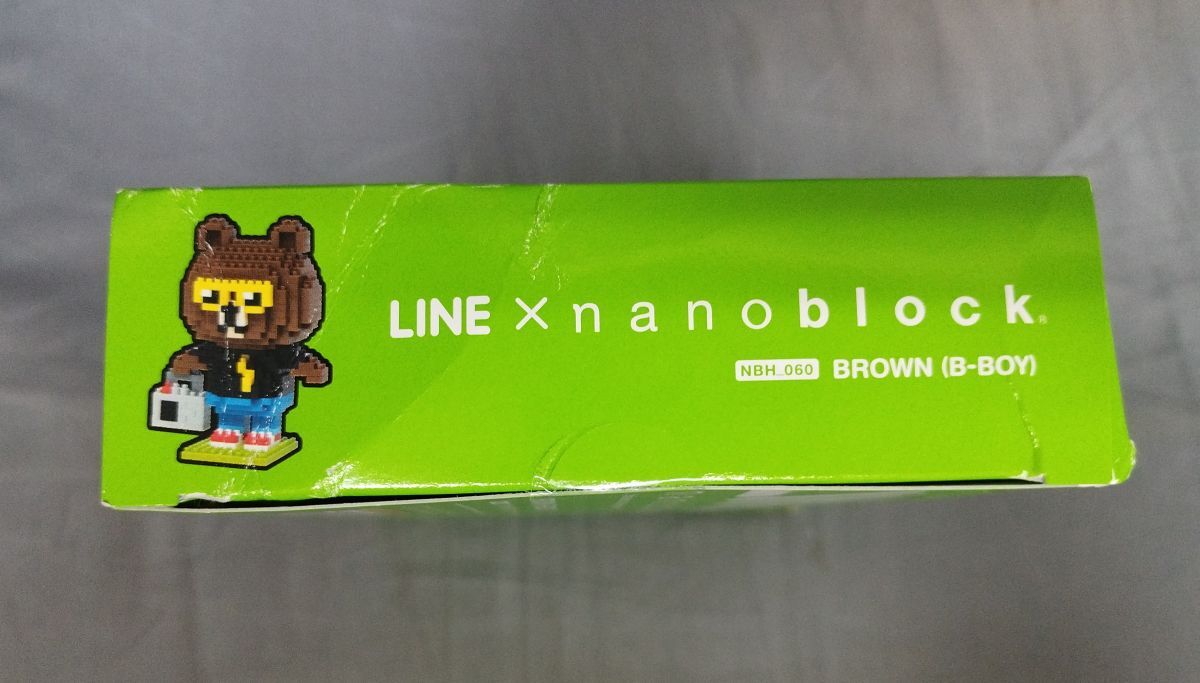 LINE × nanoblock®
NBH_060 BROWN (B-BOY)